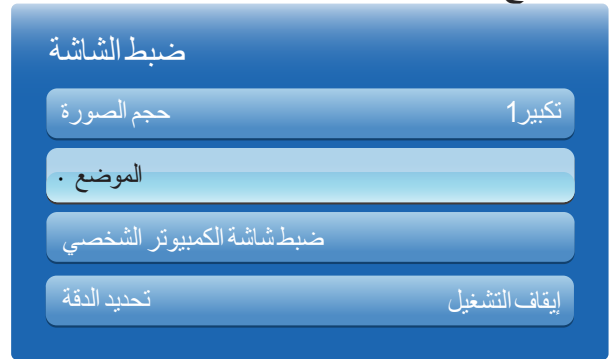 ضبط الشاشة
حجم الصورة تكبير1
الموضع ·
ضبط شاشة الكمبيوتر الشخصي
تحديد الدقة إيقاف التشغيل